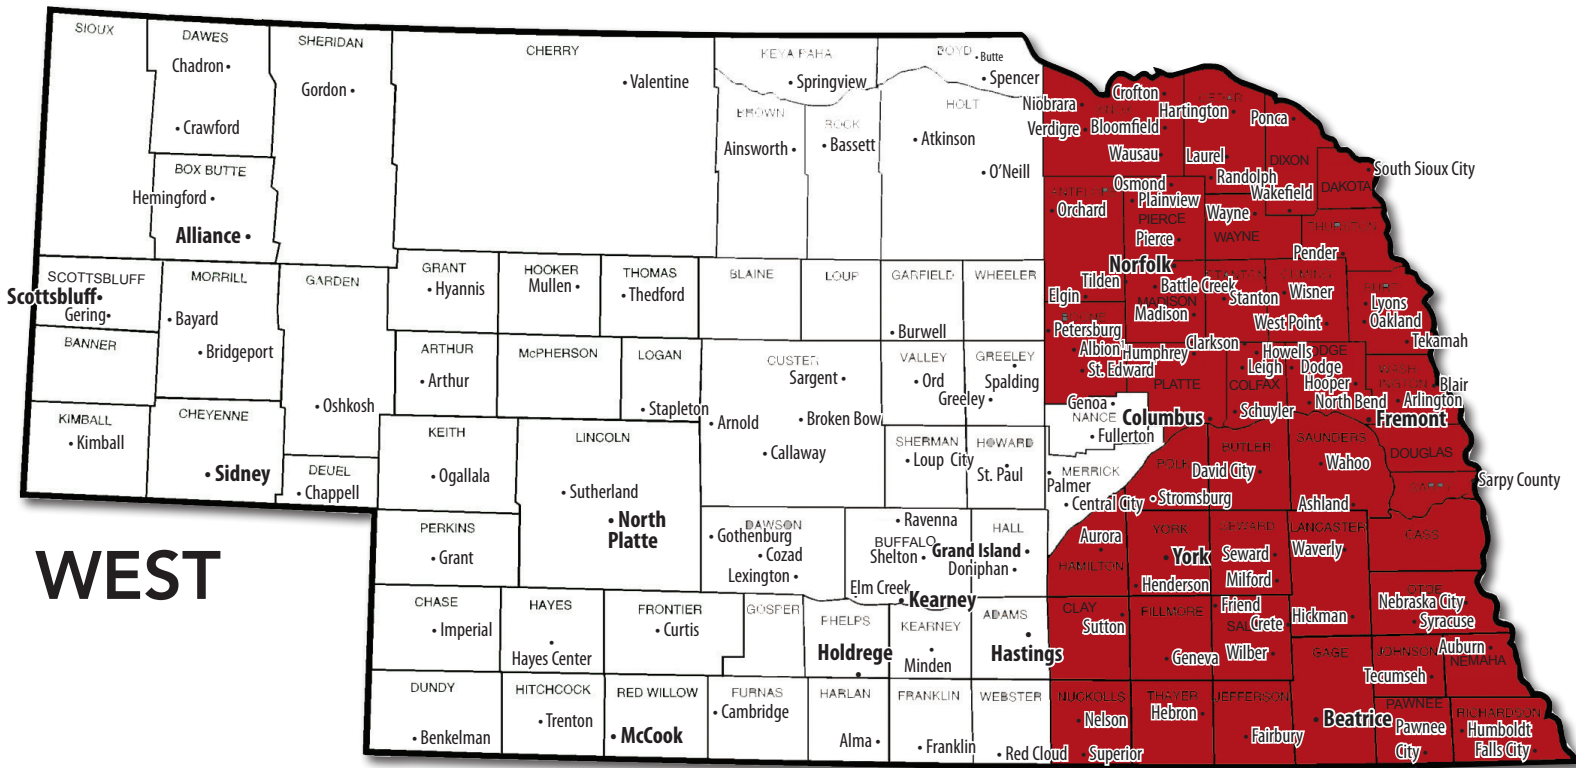 SIOUX
DAWES
Chadron
Crawford
SHERIDAN
Gordon
CHERRY
Valentine
KEYA PAHA
Springview
BOYD
Butte
Spencer
BROWN
Ainsworth
ROCK
Bassett
HOLT
Atkinson
O'Neill
Niobrara
Verdigre
Crofton
Bloomfield
Wausau
Hartington
Laurel
Randolph
Ponca
DIXON
Wakefield
DAKOTA
South Sioux City
BOX BUTTE
Hemingford
Alliance
ANTELOPE
Orchard
Osmond
Plainview
PIERCE
Pierce
Wayne
WAYNE
THURSTON
Pender
SCOTTSBLUFF
Scottsbluff
Gering
MORRILL
Bayard
Bridgeport
GARDEN
Oshkosh
GRANT
Hyannis
HOOKER
Mullen
THOMAS
Thedford
BLAINE
LOUP
GARFIELD
Burwell
WHEELER
Elgin
Tilden
Norfolk
Battle Creek
MADISON
Madison
STANTON
Stanton
CUMING
Wisner
West Point
BURT
Lyons
Oakland
Tekamah
BANNER
KIMBALL
Kimball
CHEYENNE
Sidney
DEUEL
Chappell
ARTHUR
Arthur
McPHERSON
LOGAN
Stapleton
CUSTER
Sargent
Arnold
Broken Bow
Callaway
VALLEY
Ord
GREELEY
Spalding
Greeley
BOONE
Petersburg
Albion
St. Edward
Humphrey
PLATTE
Columbus
Clarkson
Leigh
Howells
COLFAX
Schuyler
DODGE
Dodge
Hooper
North Bend
Fremont
WASH-
INGTON
Blair
Arlington
Genoa
NANCE
Fullerton
KEITH
Ogallala
LINCOLN
Sutherland
North
Platte
SHERMAN
Loup City
HOWARD
St. Paul
MERRICK
Palmer
Central City
POLK
Stromsburg
BUTLER
David City
SAUNDERS
Wahoo
Ashland
DOUGLAS
SARPY
Sarpy County
WEST
PERKINS
Grant
DAWSON
Gothenburg
Cozad
Lexington
BUFFALO
Ravenna
Shelton
Elm Creek
Kearney
HALL
Grand Island
Doniphan
Aurora
HAMILTON
YORK
York
Henderson
SEWARD
Seward
Milford
LANCASTER
Waverly
Hickman
CASS
OTOE
Nebraska City
Syracuse
CHASE
Imperial
HAYES
Hayes Center
FRONTIER
Curtis
GOSPER
PHELPS
Holdrege
KEARNEY
Minden
ADAMS
Hastings
CLAY
Sutton
FILLMORE
Geneva
Friend
Crete
Wilber
GAGE
Beatrice
JOHNSON
Tecumseh
NEMAHA
Auburn
DUNDY
Benkelman
HITCHCOCK
Trenton
RED WILLOW
McCook
FURNAS
Cambridge
HARLAN
Alma
FRANKLIN
Franklin
WEBSTER
Red Cloud
NUCKOLLS
Nelson
Superior
THAYER
Hebron
JEFFERSON
Fairbury
PAWNEE
Pawnee
City
RICHARDSON
Humboldt
Falls City